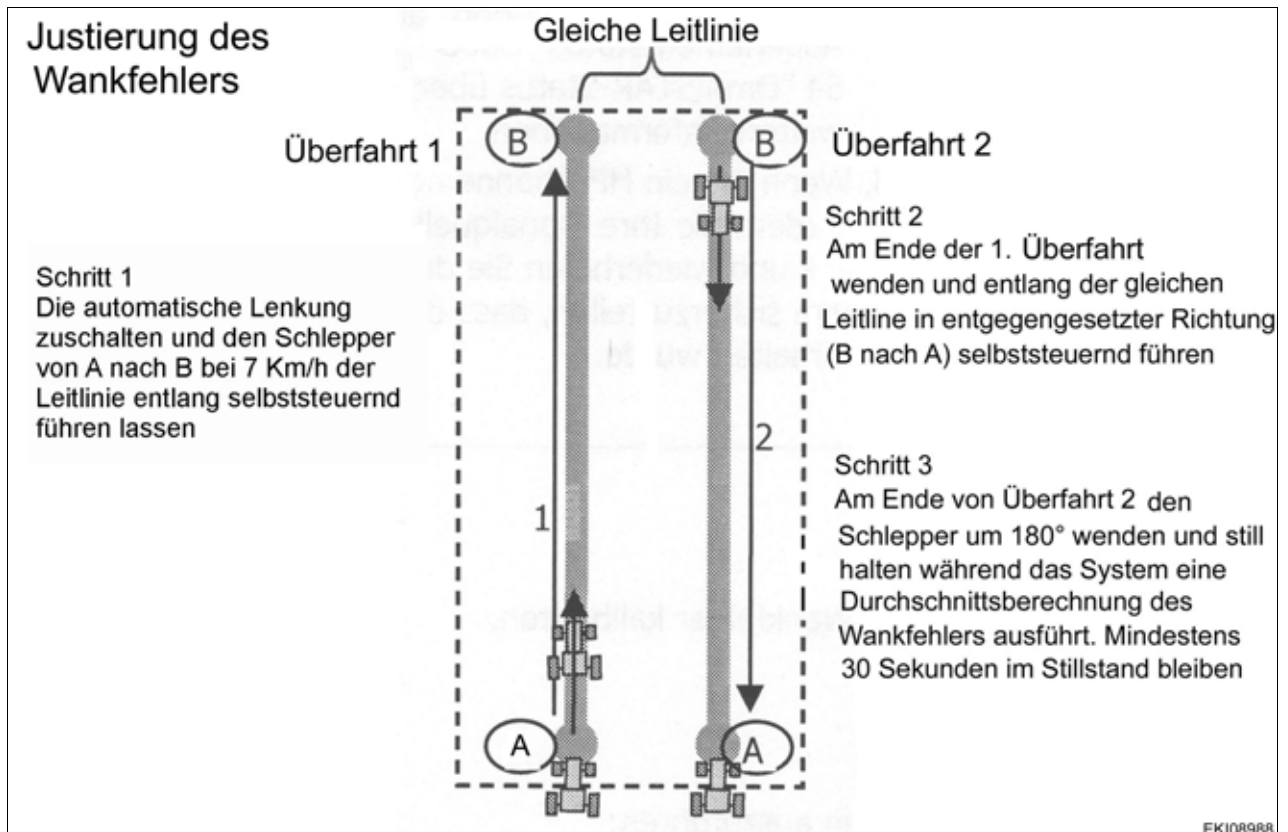 Justierung des
Wankfehlers
Gleiche Leitlinie
Überfahrt 1
B
B
Überfahrt 2
Schritt 1
Die automatische Lenkung
zuschalten und den Schlepper
von A nach B bei 7 Km/h der
Leitlinie entlang selbststeuernd
führen lassen
Schritt 2
Am Ende der 1. Überfahrt
wenden und entlang der gleichen
Leitline in entgegengesetzter Richtung
(B nach A) selbststeuernd führen
1
2
Schritt 3
Am Ende von Überfahrt 2 den
Schlepper um 180° wenden und still
halten während das System eine
Durchschnittsberechnung des
Wankfehlers ausführt. Mindestens
30 Sekunden im Stillstand bleiben
A
A
EKI08988